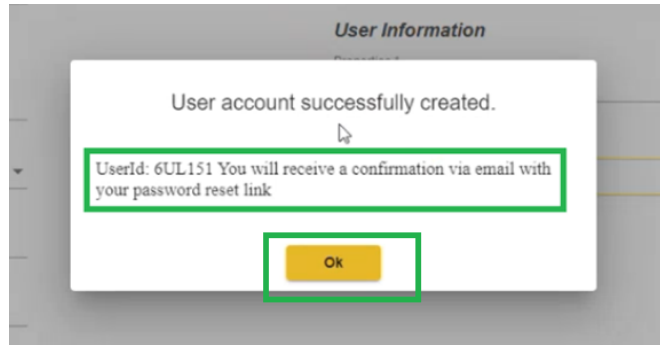 User Information
User account successfully created.
UserId: 6UL151 You will receive a confirmation via email with
your password reset link
Ok